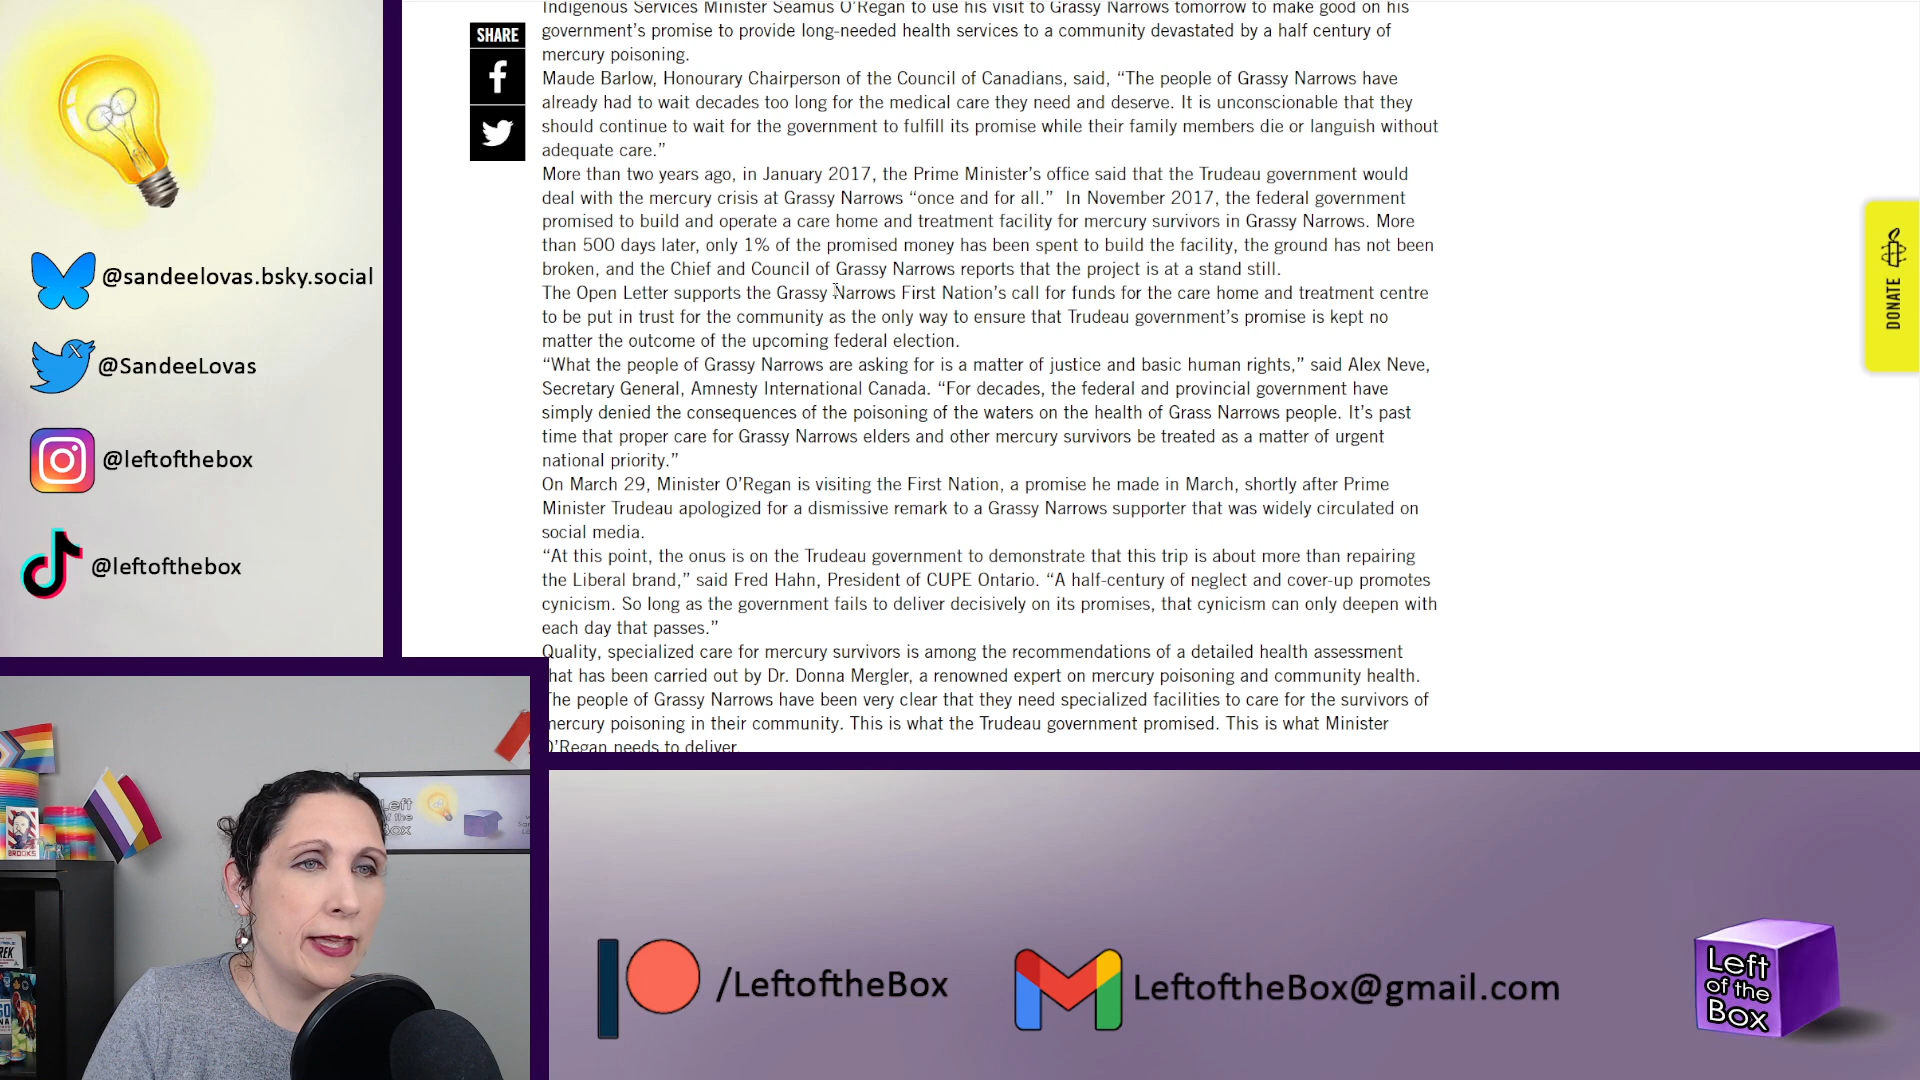 @sandeelovas.bsky.social
@SandeeLovas
@leftofthebox
@leftofthebox
SHARE
Indigenous Services Minister Seamus O’Regan to use his visit to Grassy Narrows tomorrow to make good on his
government’s promise to provide long-needed health services to a community devastated by a half century of
mercury poisoning.
Maude Barlow, Honourary Chairperson of the Council of Canadians, said, “The people of Grassy Narrows have
already had to wait decades too long for the medical care they need and deserve. It is unconscionable that they
should continue to wait for the government to fulfill its promise while their family members die or languish without
adequate care.”
More than two years ago, in January 2017, the Prime Minister’s office said that the Trudeau government would
deal with the mercury crisis at Grassy Narrows “once and for all.”  In November 2017, the federal government
promised to build and operate a care home and treatment facility for mercury survivors in Grassy Narrows. More
than 500 days later, only 1% of the promised money has been spent to build the facility, the ground has not been
broken, and the Chief and Council of Grassy Narrows reports that the project is at a stand still.
The Open Letter supports the Grassy Narrows First Nation’s call for funds for the care home and treatment centre
to be put in trust for the community as the only way to ensure that Trudeau government’s promise is kept no
matter the outcome of the upcoming federal election.
“What the people of Grassy Narrows are asking for is a matter of justice and basic human rights,” said Alex Neve,
Secretary General, Amnesty International Canada. “For decades, the federal and provincial government have
simply denied the consequences of the poisoning of the waters on the health of Grass Narrows people. It’s past
time that proper care for Grassy Narrows elders and other mercury survivors be treated as a matter of urgent
national priority.”
On March 29, Minister O’Regan is visiting the First Nation, a promise he made in March, shortly after Prime
Minister Trudeau apologized for a dismissive remark to a Grassy Narrows supporter that was widely circulated on
social media.
“At this point, the onus is on the Trudeau government to demonstrate that this trip is about more than repairing
the Liberal brand,” said Fred Hahn, President of CUPE Ontario. “A half-century of neglect and cover-up promotes
cynicism. So long as the government fails to deliver decisively on its promises, that cynicism can only deepen with
each day that passes.”
Quality, specialized care for mercury survivors is among the recommendations of a detailed health assessment
that has been carried out by Dr. Donna Mergler, a renowned expert on mercury poisoning and community health.
The people of Grassy Narrows have been very clear that they need specialized facilities to care for the survivors of
mercury poisoning in their community. This is what the Trudeau government promised. This is what Minister
O’Regan needs to deliver.
DONATE
Left
of the
Box
BROOKS
/LeftoftheBox
LeftoftheBox@gmail.com
Left
of the
Box